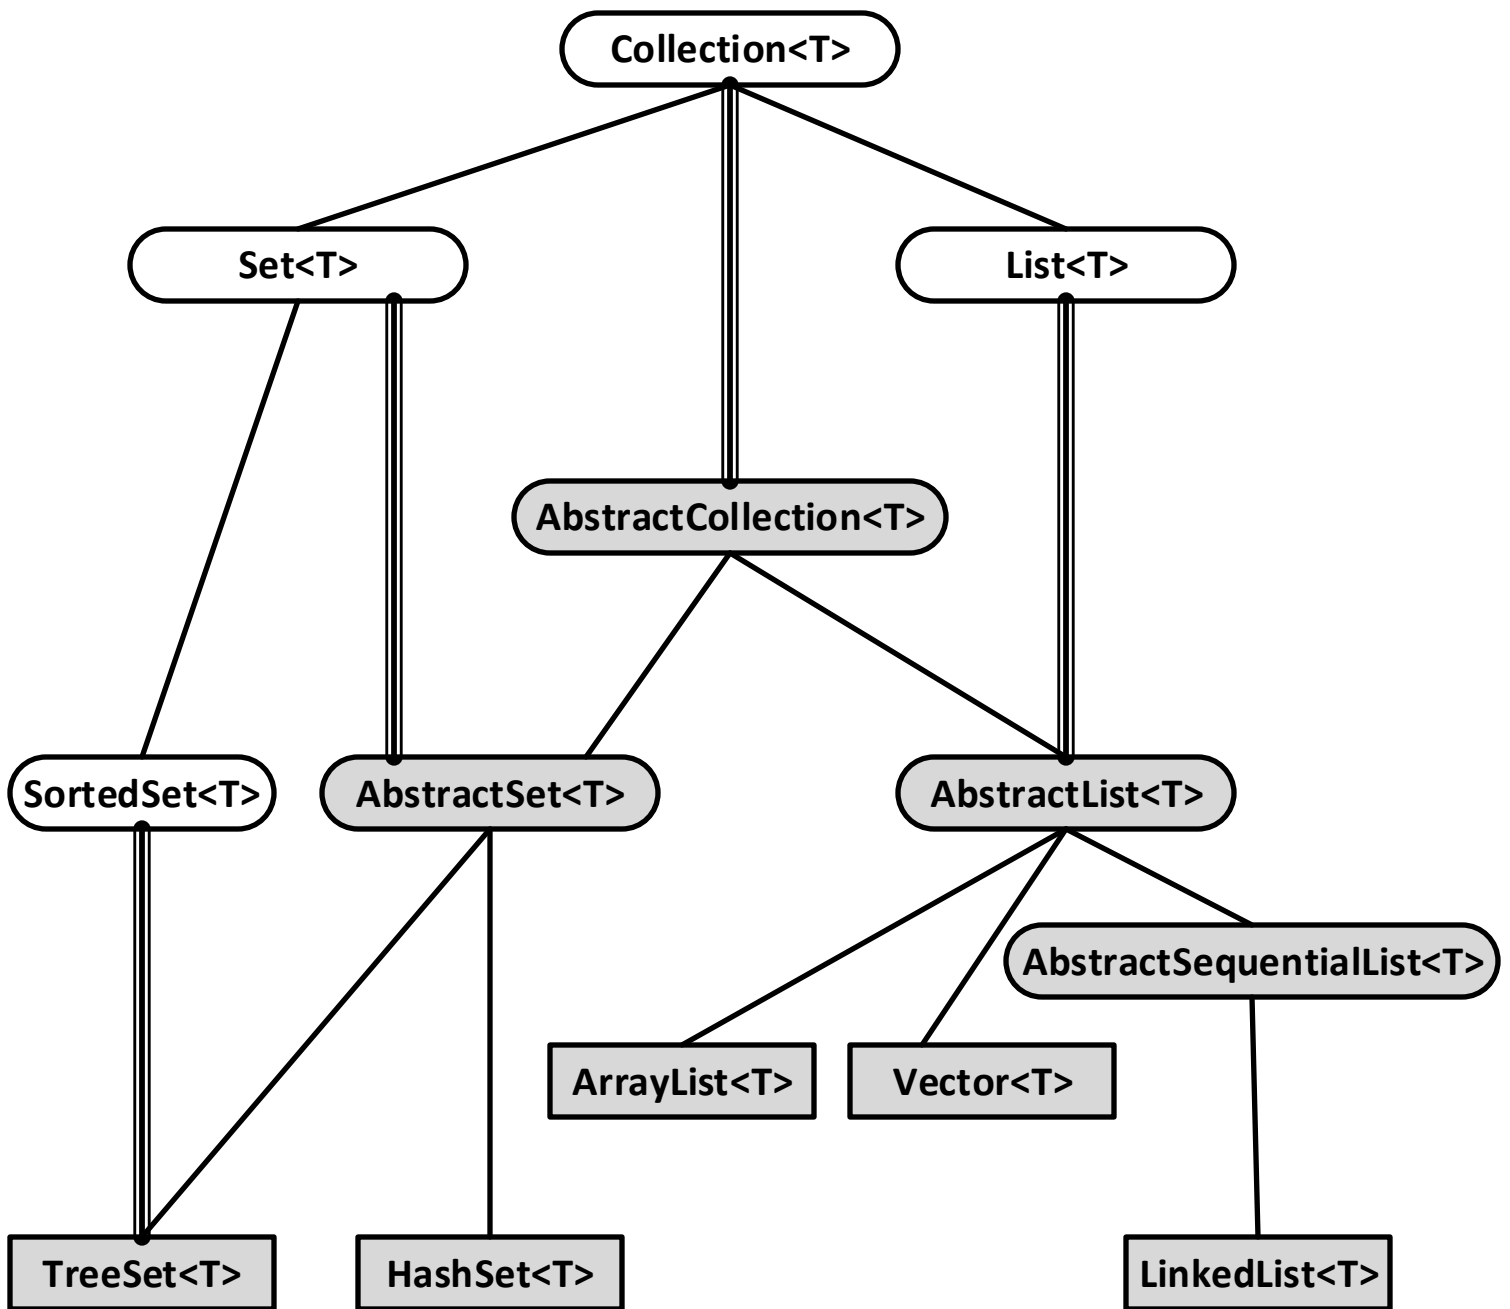 Collection<T>
Set<T>
List<T>
AbstractCollection<T>
SortedSet<T>
AbstractSet<T>
AbstractList<T>
AbstractSequentialList<T>
ArrayList<T>
Vector<T>
TreeSet<T>
HashSet<T>
LinkedList<T>